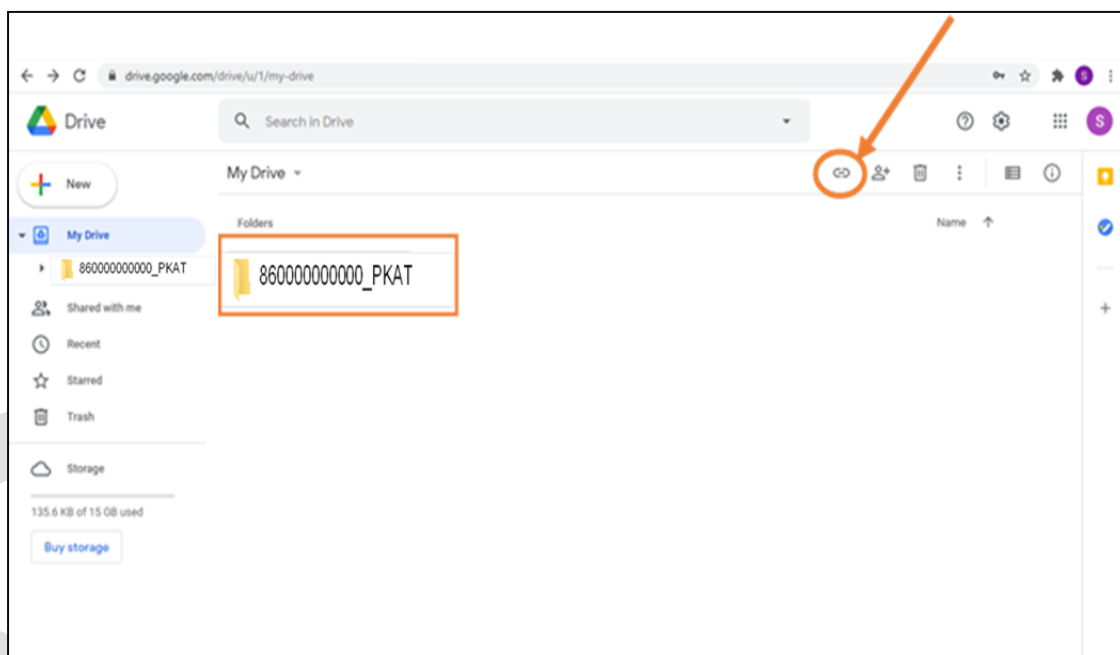 drive.google.com/drive/u/1/my-drive
S
Drive
Search in Drive
S
New
My Drive
My Drive
Folders
Name
860000000000_PKAT
860000000000_PKAT
Shared with me
Recent
Starred
Trash
Storage
135.6 KB of 15 GB used
Buy storage